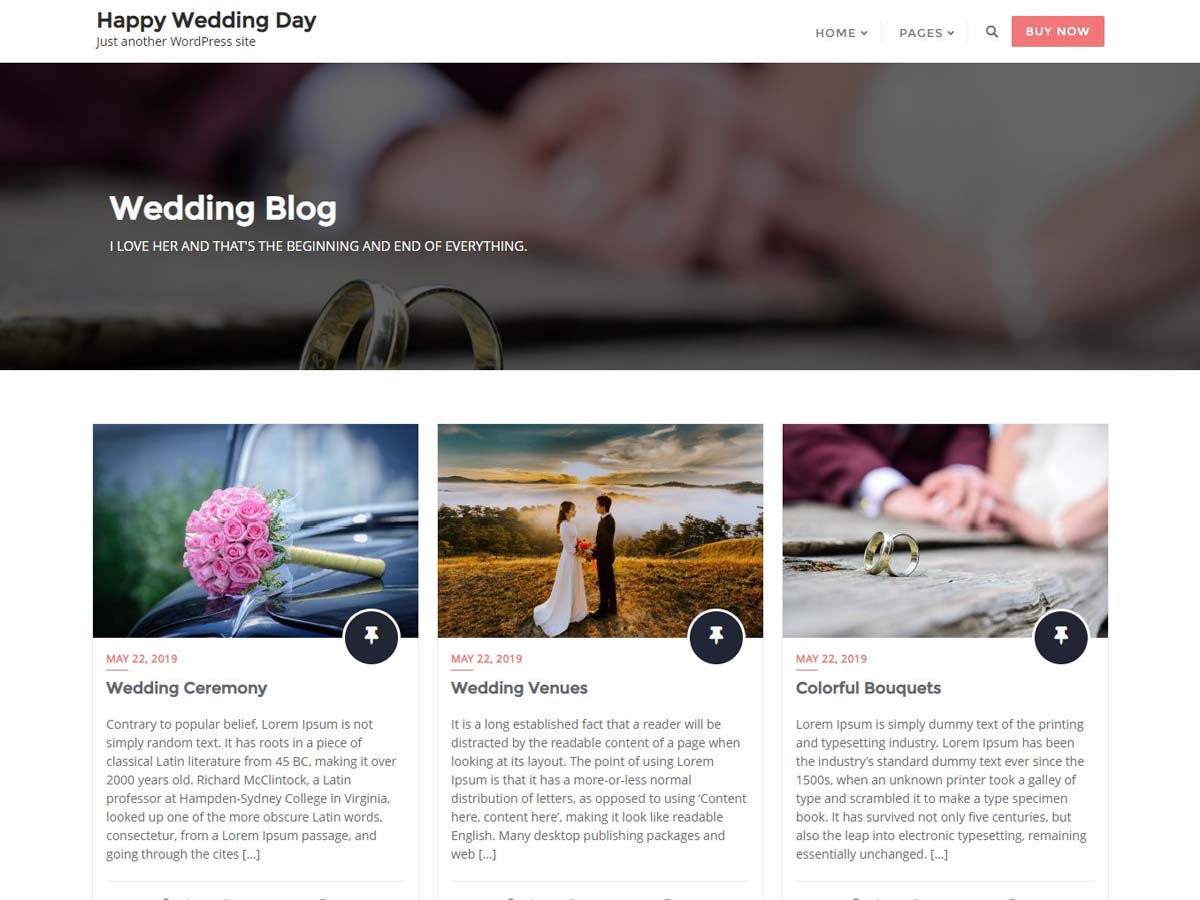 Happy Wedding Day
Just another WordPress site
HOME
PAGES
BUY NOW
Wedding Blog
I LOVE HER AND THAT'S THE BEGINNING AND END OF EVERYTHING.
MAY 22, 2019
Wedding Ceremony
Contrary to popular belief, Lorem Ipsum is not
simply random text. It has roots in a piece of
classical Latin literature from 45 BC, making it over
2000 years old. Richard McClintock, a Latin
professor at Hampden-Sydney College in Virginia,
looked up one of the more obscure Latin words,
consectetur, from a Lorem Ipsum passage, and
going through the cites […]
MAY 22, 2019
Wedding Venues
It is a long established fact that a reader will be
distracted by the readable content of a page when
looking at its layout. The point of using Lorem
Ipsum is that it has a more-or-less normal
distribution of letters, as opposed to using ‘Content
here, content here’, making it look like readable
English. Many desktop publishing packages and
web […]
MAY 22, 2019
Colorful Bouquets
Lorem Ipsum is simply dummy text of the printing
and typesetting industry. Lorem Ipsum has been
the industry’s standard dummy text ever since the
1500s, when an unknown printer took a galley of
type and scrambled it to make a type specimen
book. It has survived not only five centuries, but
also the leap into electronic typesetting, remaining
essentially unchanged. […]